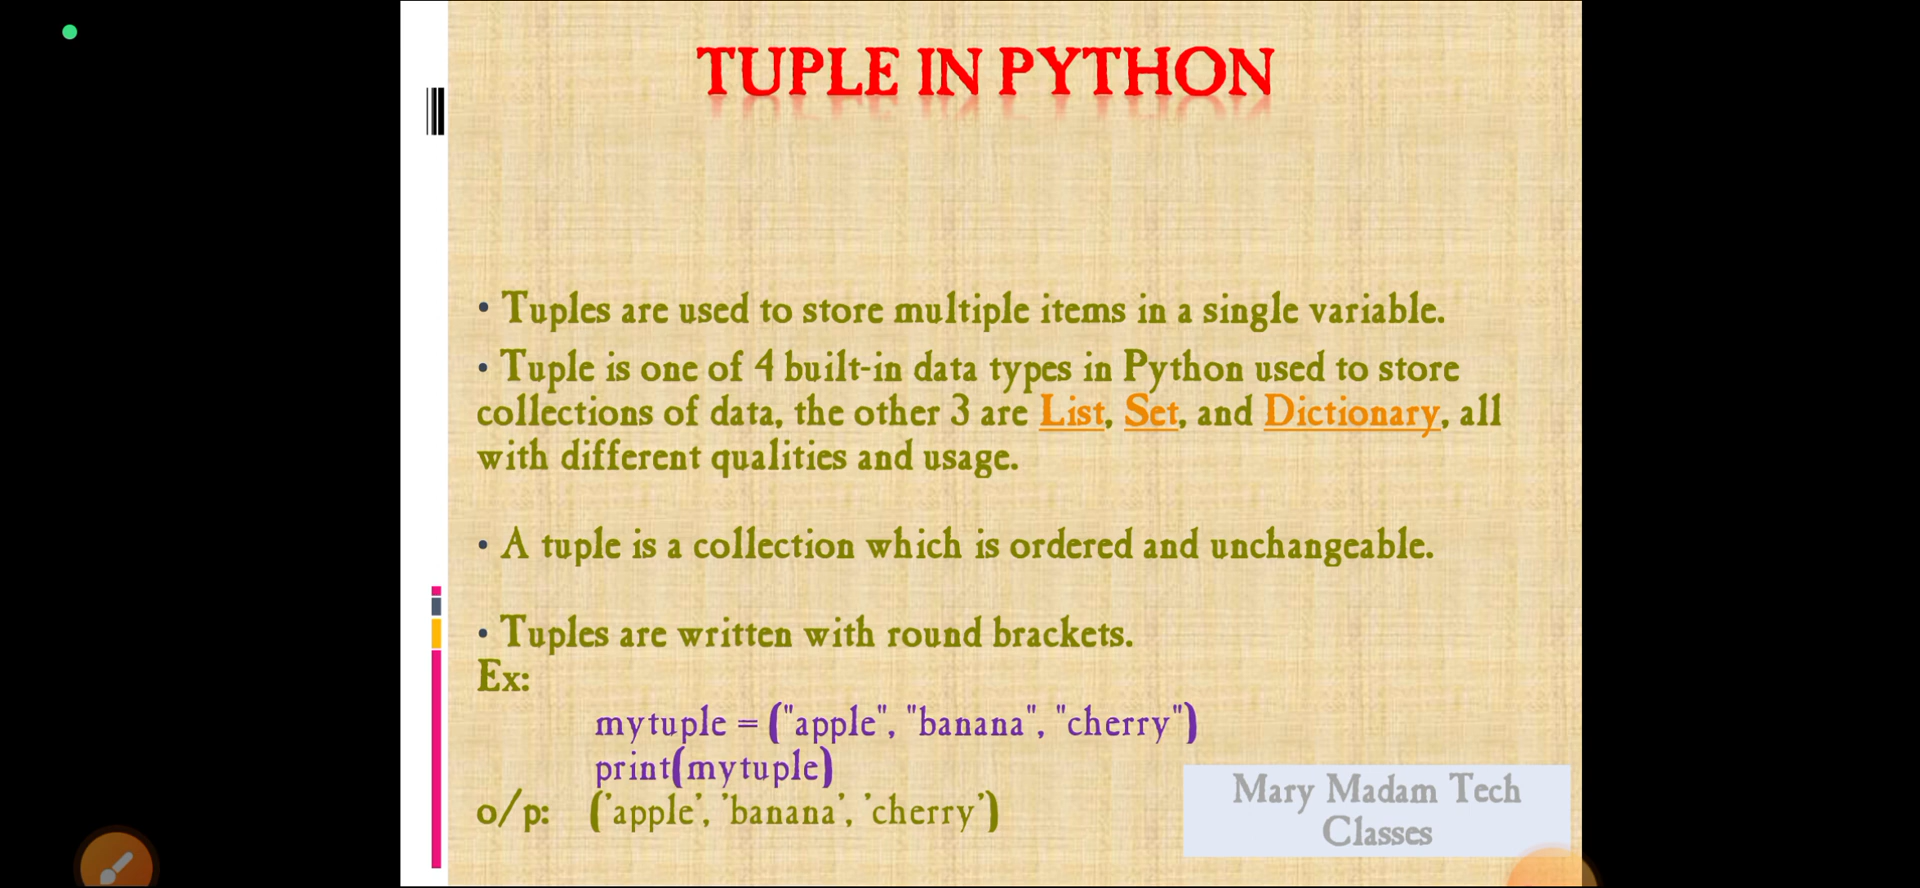 TUPLE IN PYTHON
• Tuples are used to store multiple items in a single variable.
• Tuple is one of 4 built-in data types in Python used to store
collections of data, the other 3 are List, Set, and Dictionary, all
with different qualities and usage.
• A tuple is a collection which is ordered and unchangeable.
• Tuples are written with round brackets.
Ex:
mytuple = ("apple", "banana", "cherry")
print(mytuple)
o/p: ('apple', 'banana', 'cherry')
Mary Madam Tech
Classes